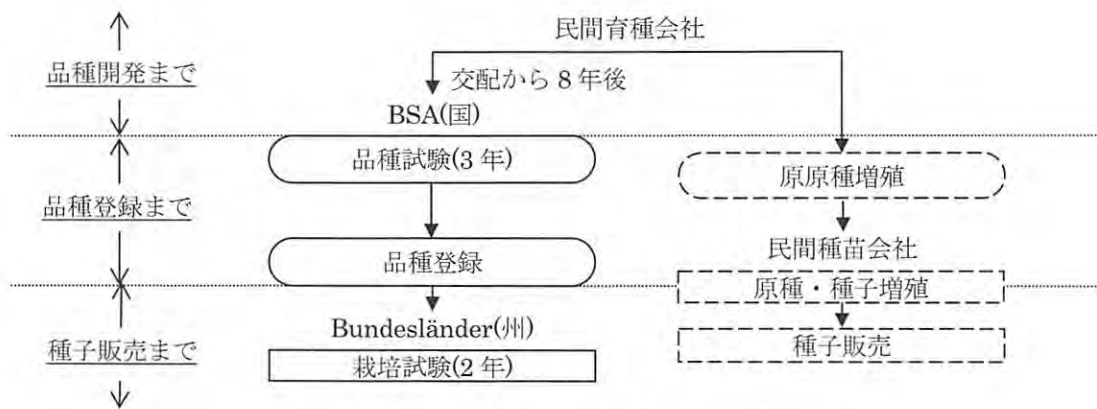 民間育種会社
品種開発まで
交配から 8 年後
BSA(国)
品種試験(3 年)
原原種増殖
品種登録まで
民間種苗会社
品種登録
原種・種子増殖
Bundesländer(州)
種子販売まで
種子販売
栽培試験(2 年)